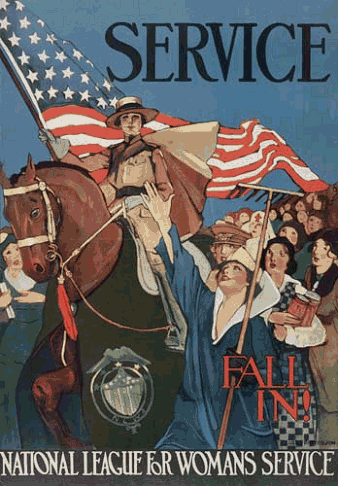 SERVICE
FALL
IN!
NATIONAL LEAGUE FOR WOMANS SERVICE